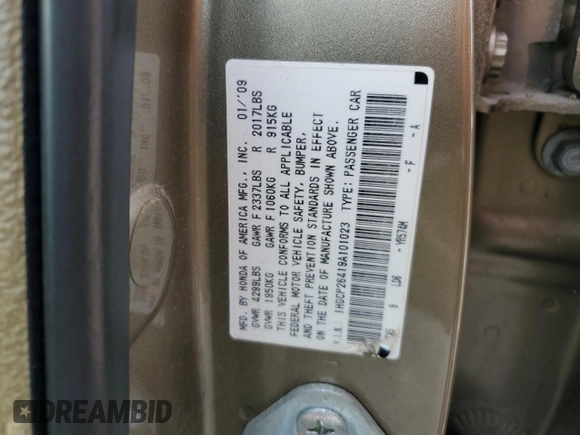 MFD. BY HONDA OF AMERICA MFG., INC. 01/'09
GVWR 4299LBS GAWR F 2337LBS R 2017LBS
GVWR 1950KG GAWR F 1060KG R 915KG
THIS VEHICLE CONFORMS TO ALL APPLICABLE
FEDERAL MOTOR VEHICLE SAFETY, BUMPER,
AND THEFT PREVENTION STANDARDS IN EFFECT
ON THE DATE OF MANUFACTURE SHOWN ABOVE.
V.I.N.: 1HGCP26419A101023 TYPE: PASSENGER CAR
LD6 - YR574M - F - A
DREAMBID